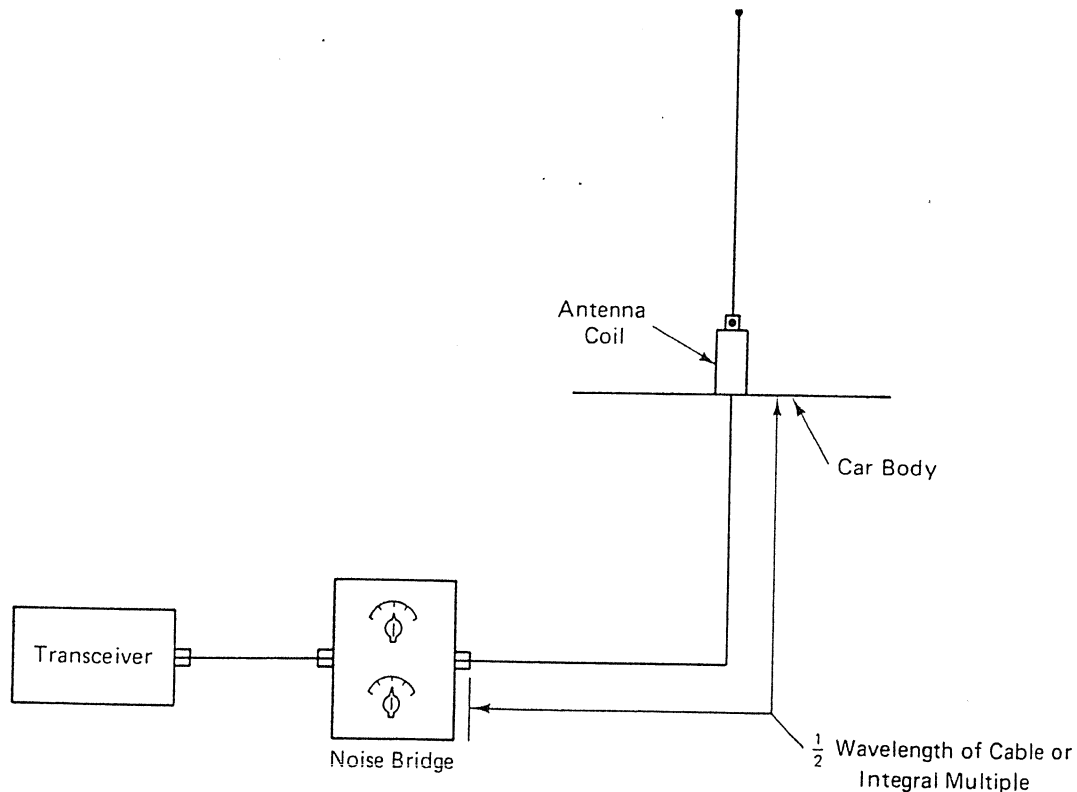 Antenna
Coil
Car Body
Transceiver
Noise Bridge
½ Wavelength of Cable or
Integral Multiple